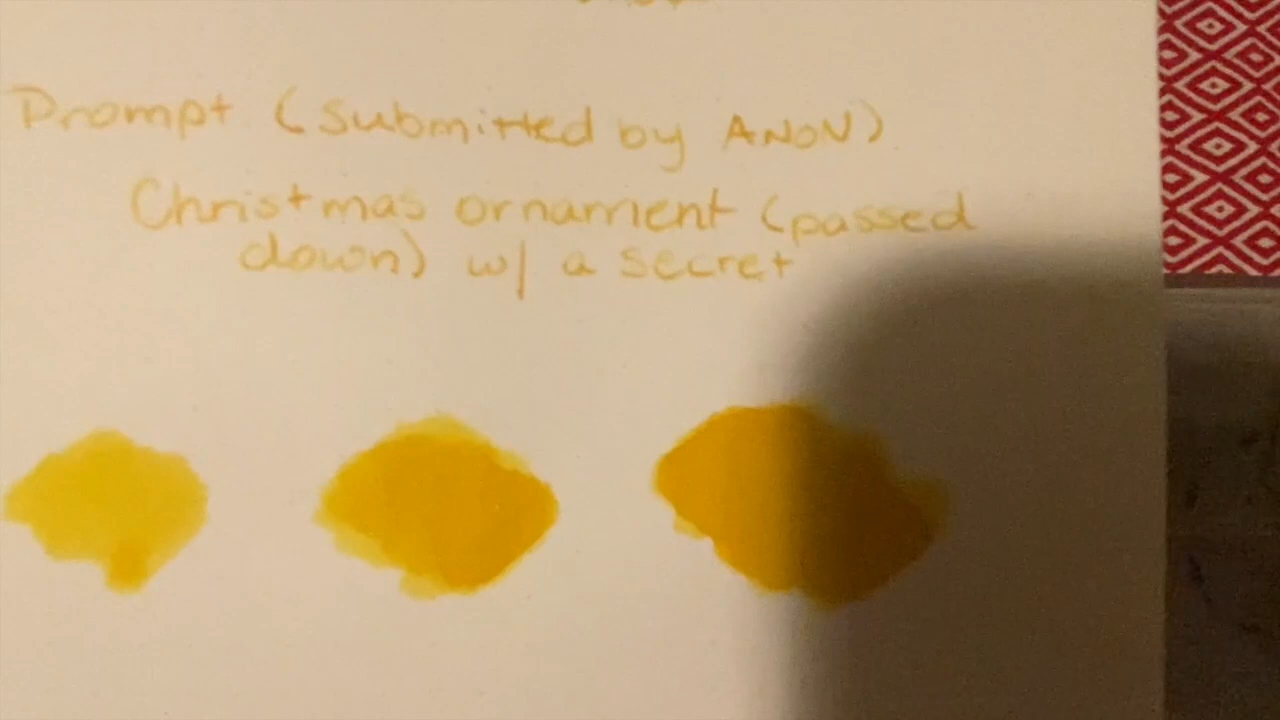 Prompt (submitted by ANON)
Christmas ornament (passed
down) w/ a secret